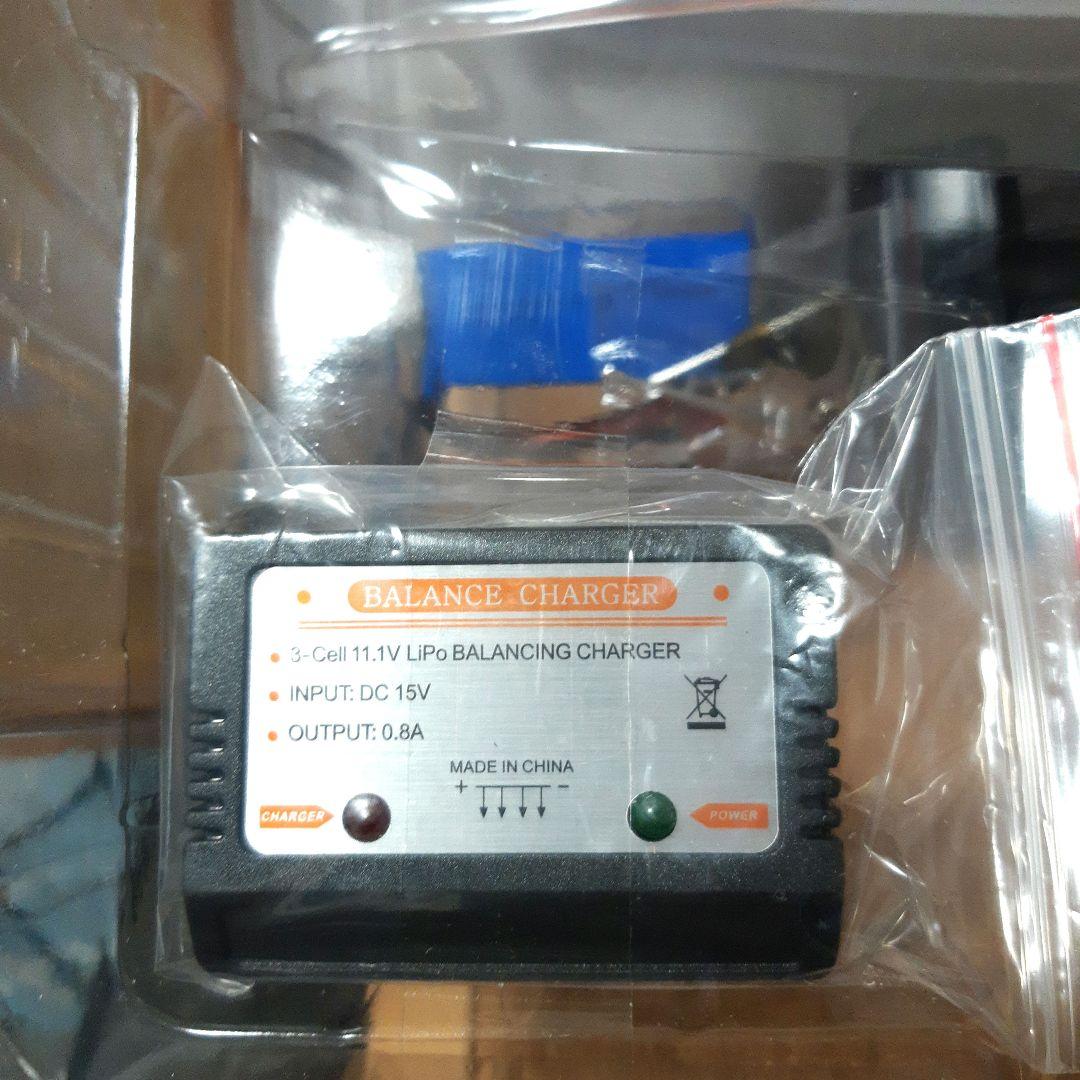 BALANCE CHARGER
3-Cell 11.1V LiPo BALANCING CHARGER
INPUT: DC 15V
OUTPUT: 0.8A
MADE IN CHINA
+ −
CHARGER
POWER